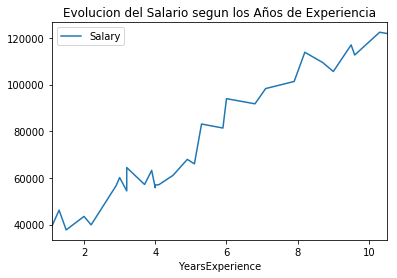 Evolucion del Salario segun los Años de Experiencia
Salary
120000
100000
80000
60000
40000
2 4 6 8 10
YearsExperience